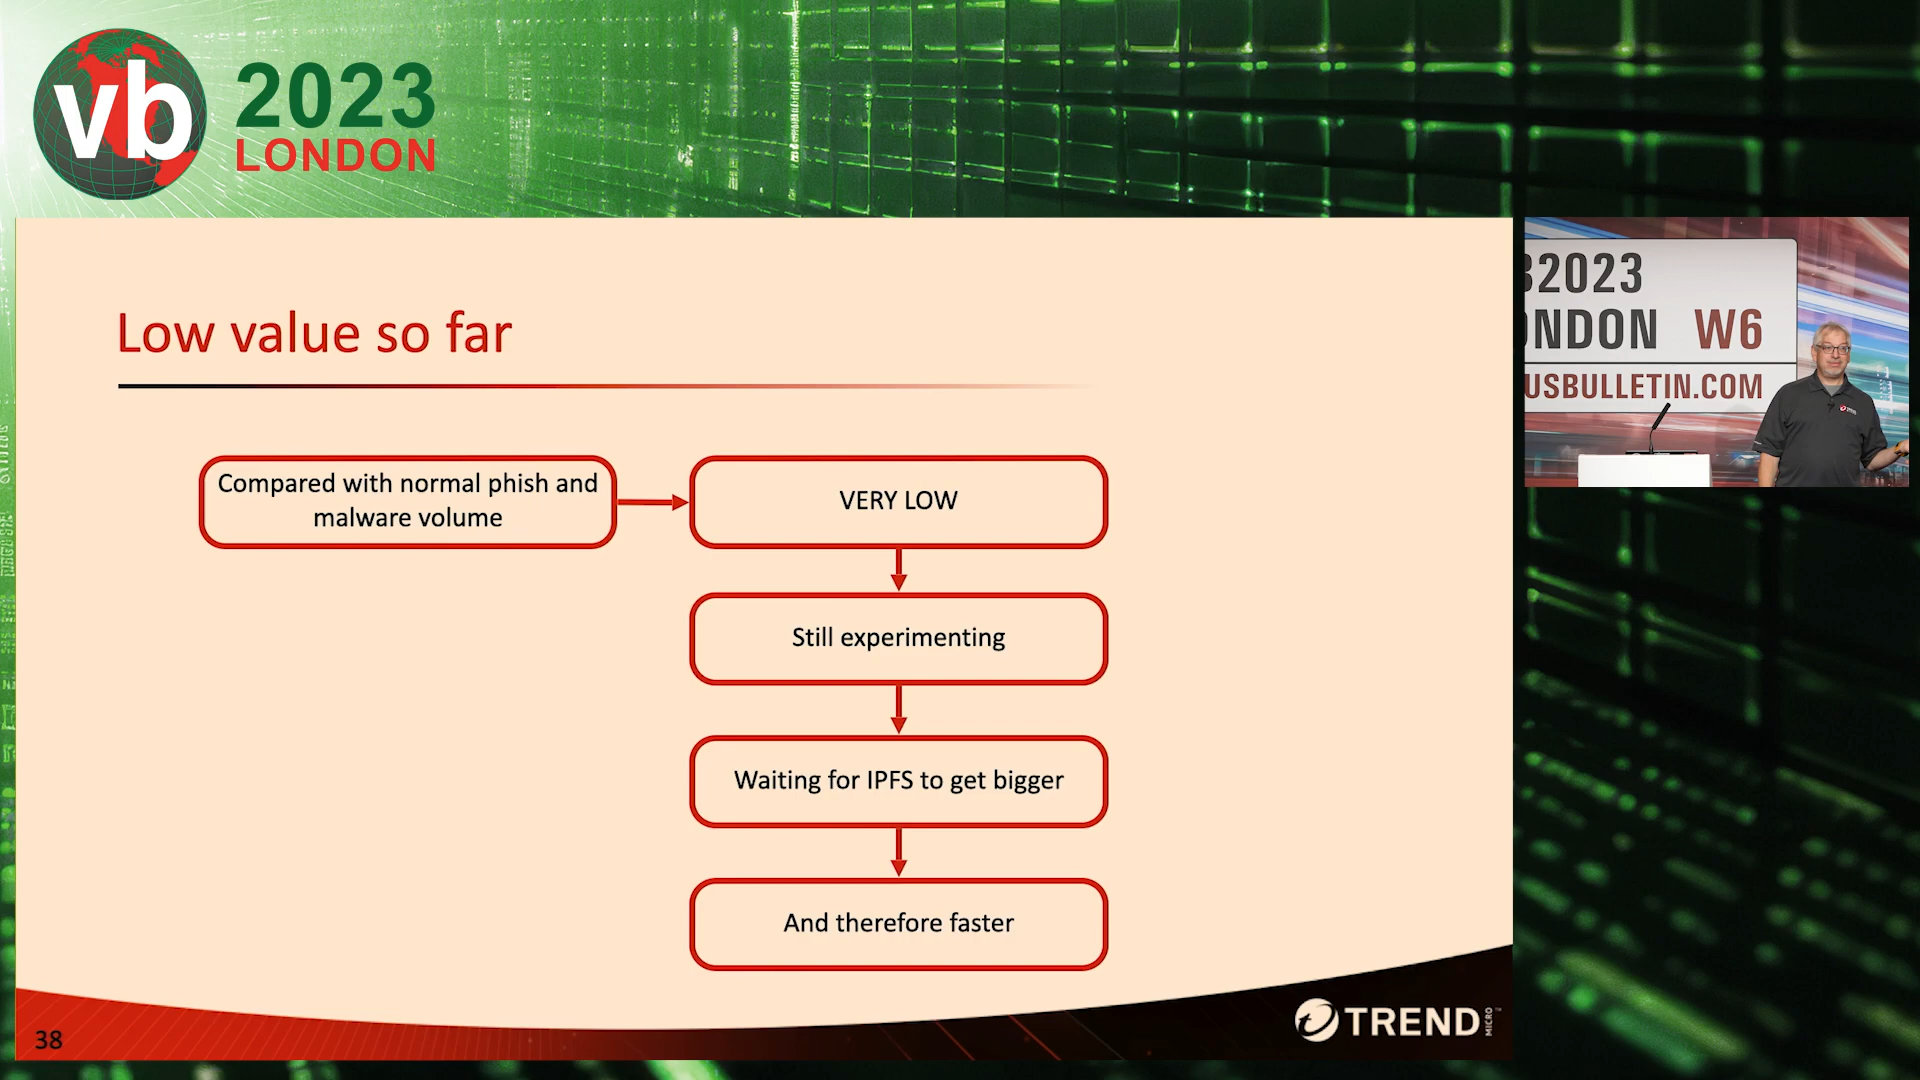 vb
2023
LONDON
Low value so far
Compared with normal phish and
malware volume
VERY LOW
Still experimenting
Waiting for IPFS to get bigger
And therefore faster
38
TREND
MICRO
2023
ONDON W6
USBULLETIN.COM